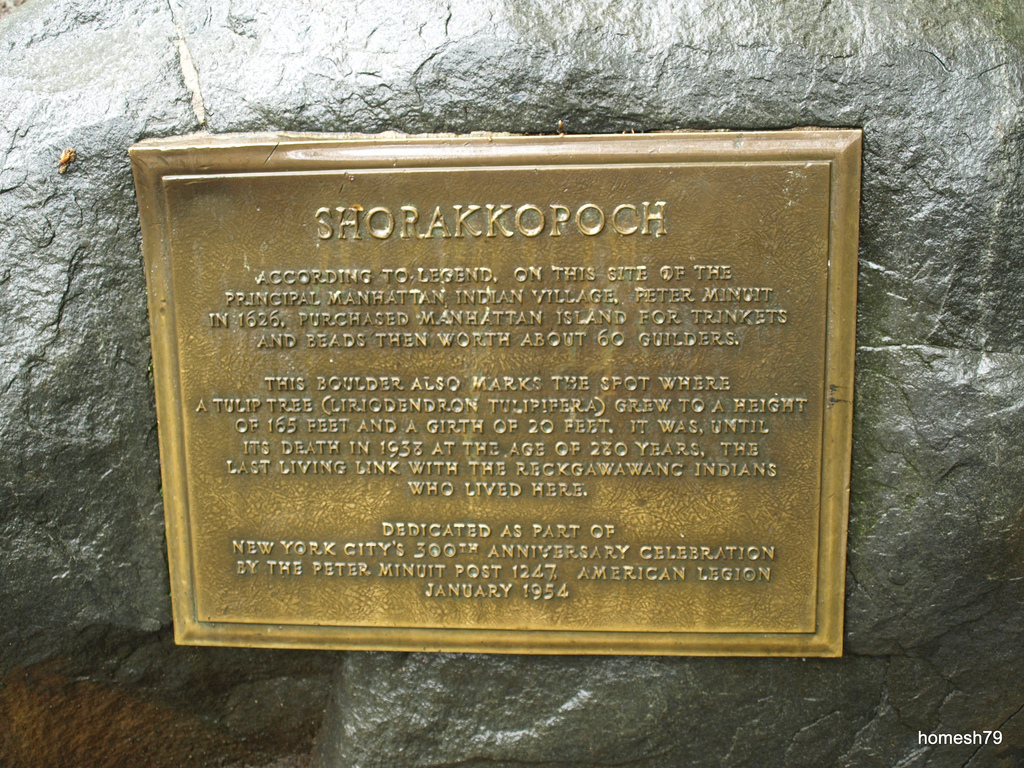 SHORAKKOPOCH
ACCORDING TO LEGEND, ON THIS SITE OF THE
PRINCIPAL MANHATTAN INDIAN VILLAGE, PETER MINUIT
IN 1626, PURCHASED MANHATTAN ISLAND FOR TRINKETS
AND BEADS THEN WORTH ABOUT 60 GUILDERS.
THIS BOULDER ALSO MARKS THE SPOT WHERE
A TULIP TREE (LIRIODENDRON TULIPIFERA) GREW TO A HEIGHT
OF 165 FEET AND A GIRTH OF 20 FEET. IT WAS, UNTIL
ITS DEATH IN 1938 AT THE AGE OF 280 YEARS, THE
LAST LIVING LINK WITH THE RECKGAWAWANC INDIANS
WHO LIVED HERE.
DEDICATED AS PART OF
NEW YORK CITY'S 300TH ANNIVERSARY CELEBRATION
BY THE PETER MINUIT POST 1247, AMERICAN LEGION
JANUARY 1954
homesh79